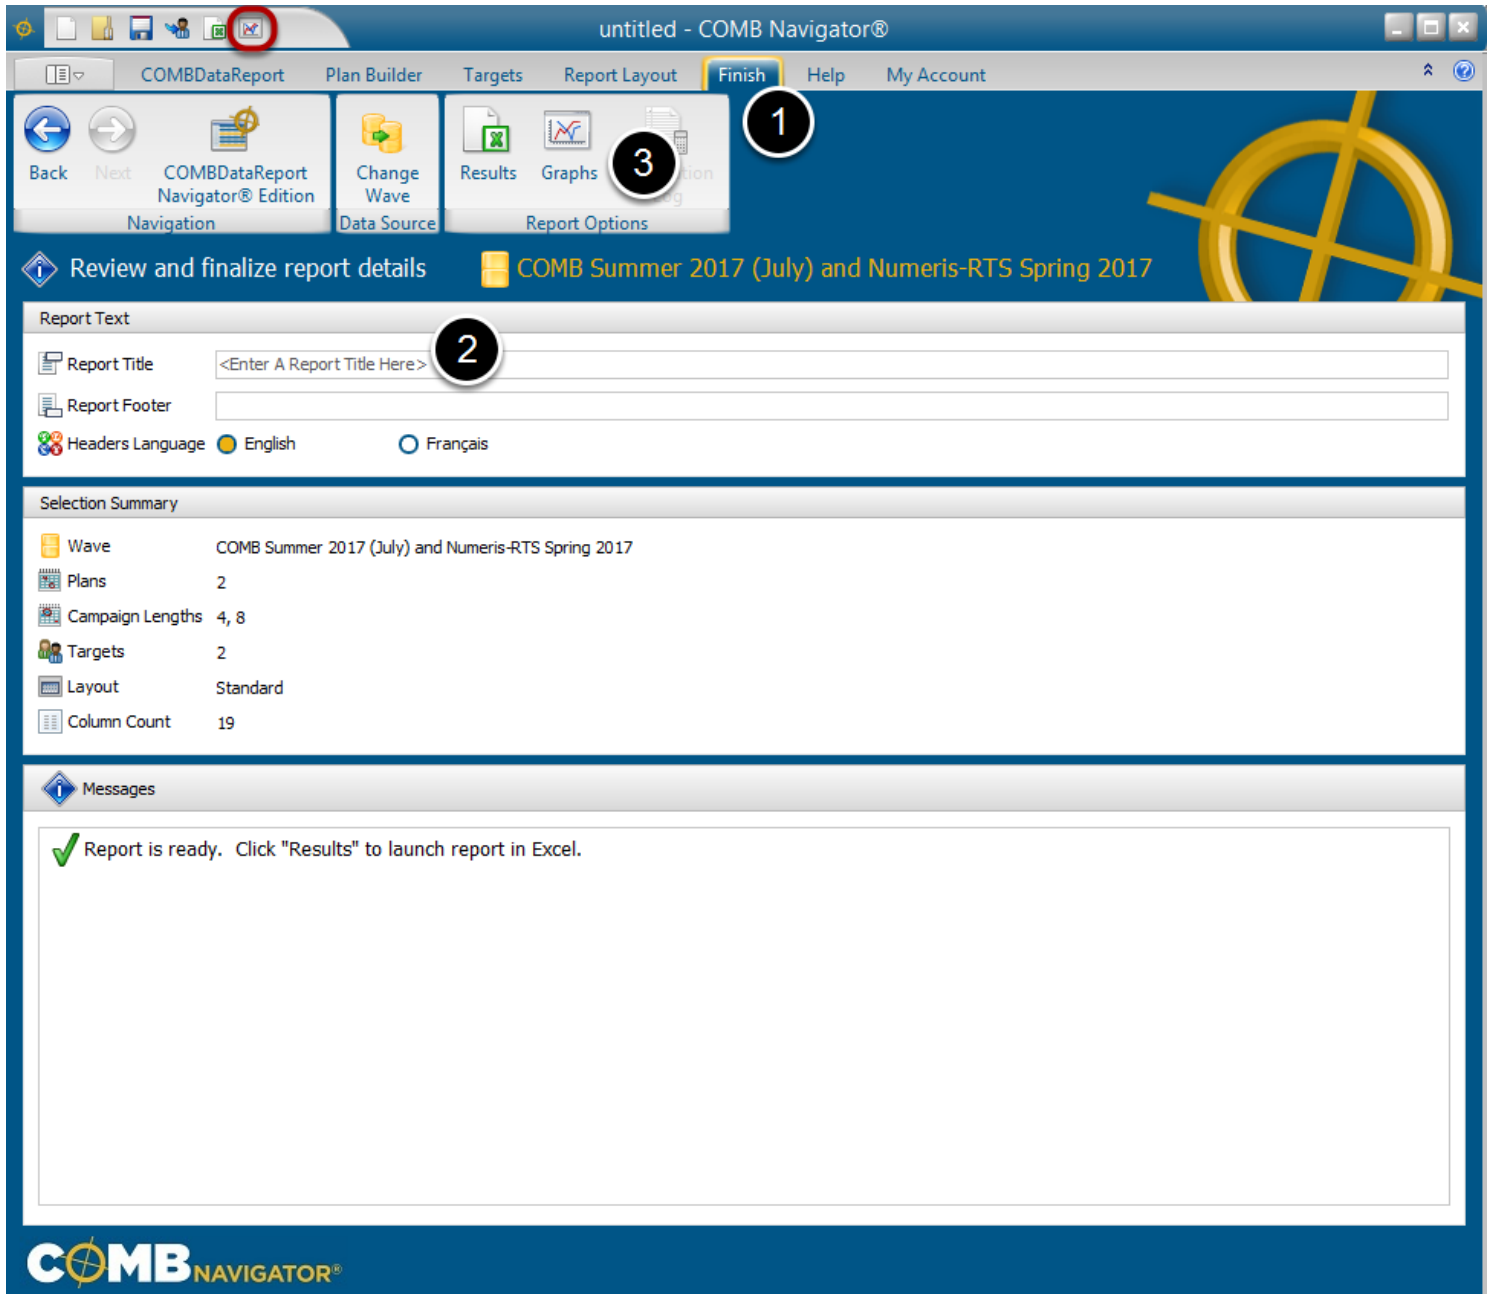 untitled - COMB Navigator®
COMBDataReport Plan Builder Targets Report Layout Finish Help My Account
1
Back Next COMBDataReport Navigator® Edition
Change Wave
Results Graphs 3
Navigation Data Source Report Options
Review and finalize report details COMB Summer 2017 (July) and Numeris-RTS Spring 2017
Report Text
2
Report Title <Enter A Report Title Here>
Report Footer
Headers Language English Français
Selection Summary
Wave COMB Summer 2017 (July) and Numeris-RTS Spring 2017
Plans 2
Campaign Lengths 4, 8
Targets 2
Layout Standard
Column Count 19
Messages
Report is ready. Click "Results" to launch report in Excel.
COMB NAVIGATOR®